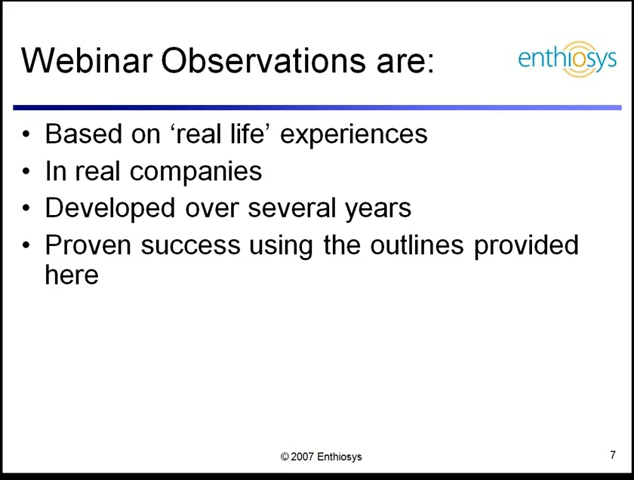 Webinar Observations are:
enthiosys
• Based on ‘real life’ experiences
• In real companies
• Developed over several years
• Proven success using the outlines provided
here
© 2007 Enthiosys
7